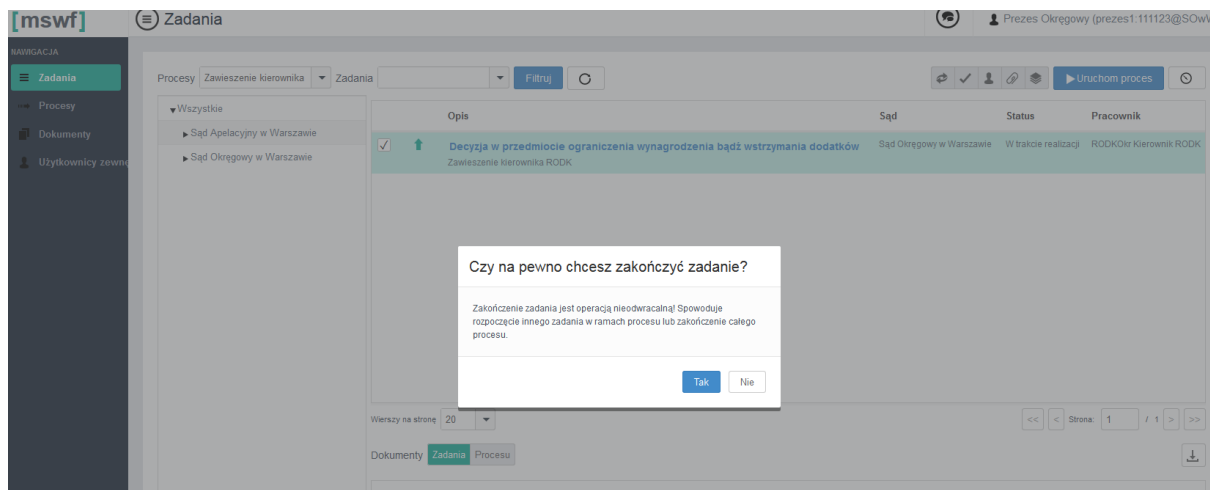 [mswf]
Zadania
Prezes Okręgowy (prezes1.111123@SOwW
NAWIGACJA
Zadania
Procesy
Dokumenty
Użytkownicy zewnę
Procesy Zawieszenie kierownika Zadania Filtruj Uruchom proces
Wszystkie
Sąd Apelacyjny w Warszawie
Sąd Okręgowy w Warszawie
Opis Sąd Status Pracownik
Decyzja w przedmiocie ograniczenia wynagrodzenia bądź wstrzymania dodatków Sąd Okręgowy w Warszawie W trakcie realizacji RODKOkr Kierownik RODK
Zawieszenie kierownika RODK
Czy na pewno chcesz zakończyć zadanie?
Zakończenie zadania jest operacją nieodwracalną! Spowoduje
rozpoczęcie innego zadania w ramach procesu lub zakończenie całego
procesu.
Tak Nie
Wierszy na stronę 20 << < Strona: 1 / 1 > >>
Dokumenty Zadania Procesu